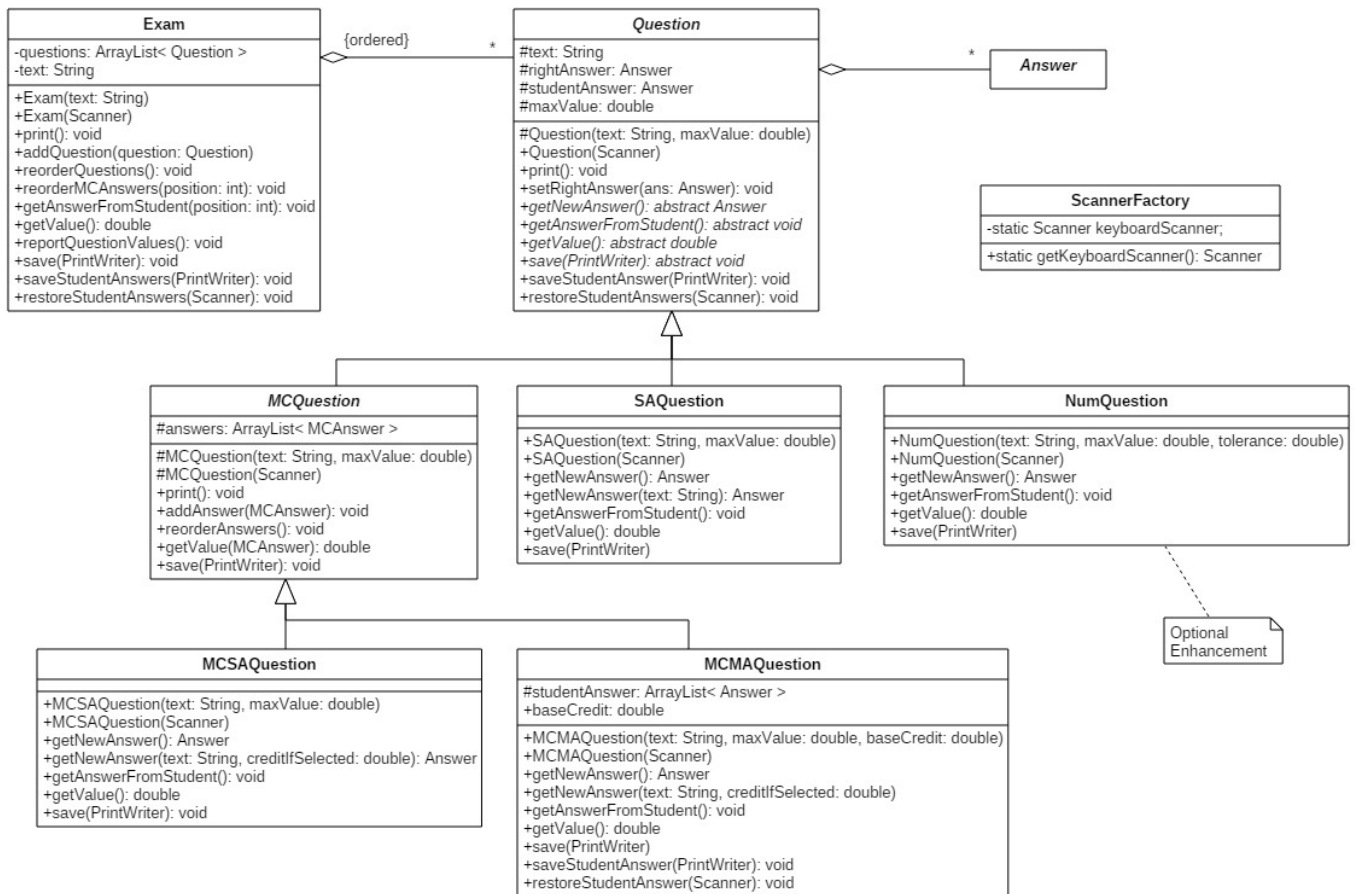 Exam
-questions: ArrayList< Question >
-text: String
+Exam(text: String)
+Exam(Scanner)
+print(): void
+addQuestion(question: Question)
+reorderQuestions(): void
+reorderMCAnswers(position: int): void
+getAnswerFromStudent(position: int): void
+getValue(): double
+reportQuestionValues(): void
+save(PrintWriter): void
+saveStudentAnswers(PrintWriter): void
+restoreStudentAnswers(Scanner): void
{ordered}
*
Question
#text: String
#rightAnswer: Answer
#studentAnswer: Answer
#maxValue: double
#Question(text: String, maxValue: double)
+Question(Scanner)
+print(): void
+setRightAnswer(ans: Answer): void
+getNewAnswer(): abstract Answer
+getAnswerFromStudent(): abstract void
+getValue(): abstract double
+save(PrintWriter): abstract void
+saveStudentAnswer(PrintWriter): void
+restoreStudentAnswers(Scanner): void
*
Answer
ScannerFactory
-static Scanner keyboardScanner;
+static getKeyboardScanner(): Scanner
MCQuestion
#answers: ArrayList< MCAnswer >
#MCQuestion(text: String, maxValue: double)
#MCQuestion(Scanner)
+print(): void
+addAnswer(MCAnswer): void
+reorderAnswers(): void
+getValue(MCAnswer): double
+save(PrintWriter): void
SAQuestion
+SAQuestion(text: String, maxValue: double)
+SAQuestion(Scanner)
+getNewAnswer(): Answer
+getNewAnswer(text: String): Answer
+getAnswerFromStudent(): void
+getValue(): double
+save(PrintWriter)
NumQuestion
+NumQuestion(text: String, maxValue: double, tolerance: double)
+NumQuestion(Scanner)
+getNewAnswer(): Answer
+getAnswerFromStudent(): void
+getValue(): double
+save(PrintWriter)
Optional
Enhancement
MCSAQuestion
+MCSAQuestion(text: String, maxValue: double)
+MCSAQuestion(Scanner)
+getNewAnswer(): Answer
+getNewAnswer(text: String, creditIfSelected: double): Answer
+getAnswerFromStudent(): void
+getValue(): double
+save(PrintWriter): void
MCMAQuestion
#studentAnswer: ArrayList< Answer >
+baseCredit: double
+MCMAQuestion(text: String, maxValue: double, baseCredit: double)
+MCMAQuestion(Scanner)
+getNewAnswer(): Answer
+getNewAnswer(text: String, creditIfSelected: double)
+getAnswerFromStudent(): void
+getValue(): double
+save(PrintWriter)
+saveStudentAnswer(PrintWriter): void
+restoreStudentAnswer(Scanner): void